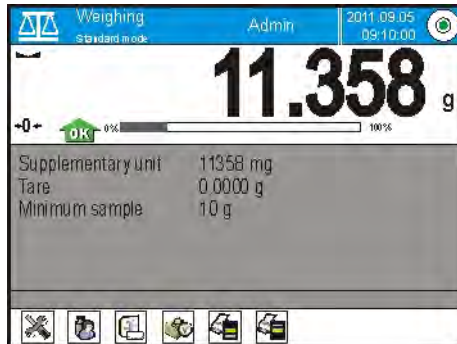 Weighing
Standard mode
Admin
2011.09.05
09:10:00
11.358 g
→0←
OK 0% 100%
Supplementary unit 11358 mg
Tare 0.0000 g
Minimum sample 10 g